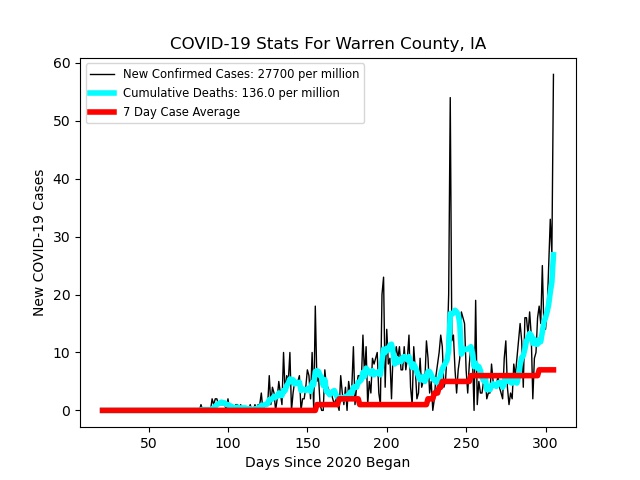 COVID-19 Stats For Warren County, IA
New Confirmed Cases: 27700 per million
Cumulative Deaths: 136.0 per million
7 Day Case Average
New COVID-19 Cases
60
50
40
30
20
10
0
50 100 150 200 250 300
Days Since 2020 Began